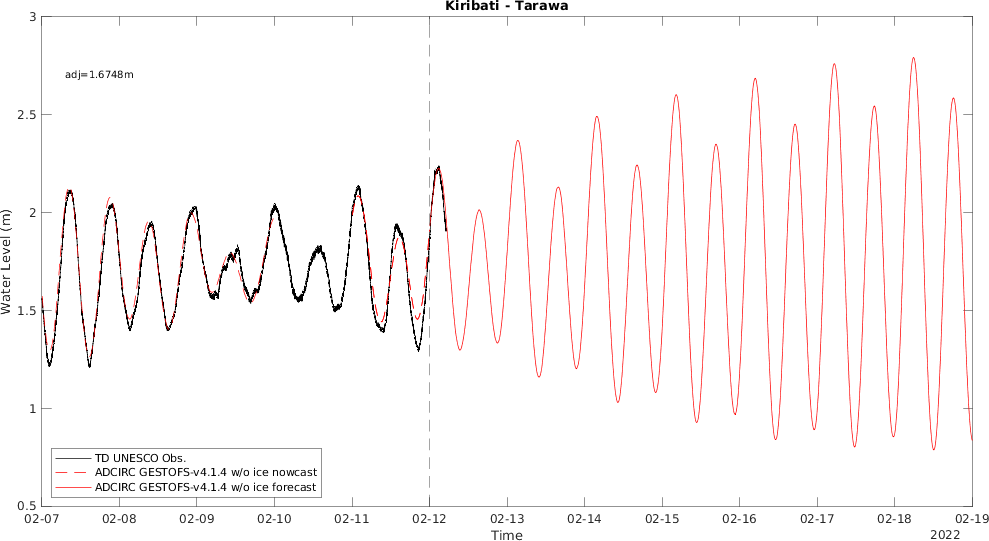 Kiribati - Tarawa
3
adj=1.6748m
2.5
2
Water Level (m)
1.5
1
TD UNESCO Obs.
ADCIRC GESTOFS-v4.1.4 w/o ice nowcast
ADCIRC GESTOFS-v4.1.4 w/o ice forecast
0.5
02-07 02-08 02-09 02-10 02-11 02-12 02-13 02-14 02-15 02-16 02-17 02-18 02-19
Time
2022